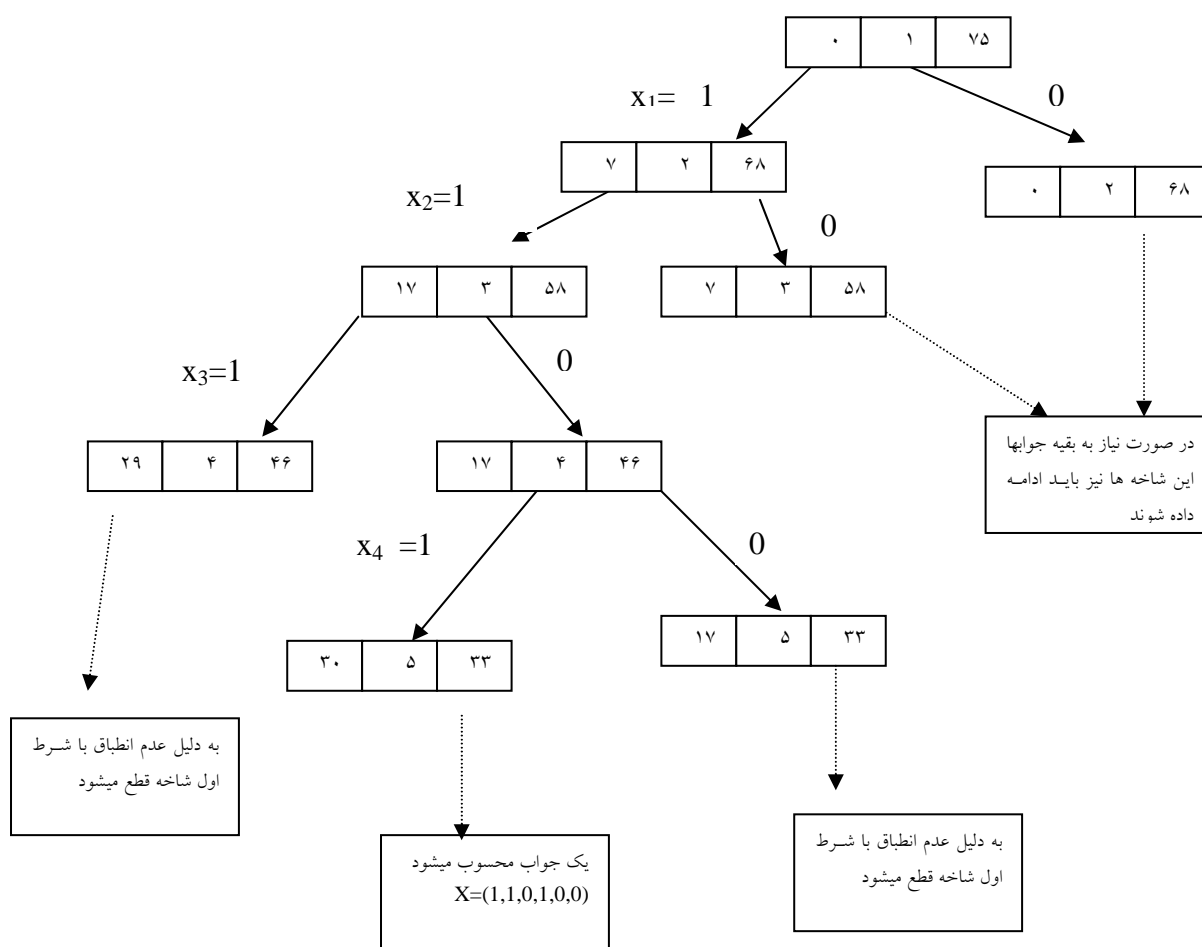 ۰ ۱ ۷۵
x₁= 1
0
۷ ۲ ۶۸
۰ ۲ ۶۸
x₂=1
0
۱۷ ۳ ۵۸
۷ ۳ ۵۸
x₃=1
0
۲۹ ۴ ۴۶
۱۷ ۴ ۴۶
در صورت نیاز به بقیه جوابها
این شاخه ها نیز بایـد ادامـه
داده شوند
x₄ =1
0
۳۰ ۵ ۳۳
۱۷ ۵ ۳۳
به دلیل عدم انطباق با شـرط
اول شاخه قطع میشود
یک جواب محسوب میشود
X=(1,1,0,1,0,0)
به دلیل عدم انطباق با شـرط
اول شاخه قطع میشود